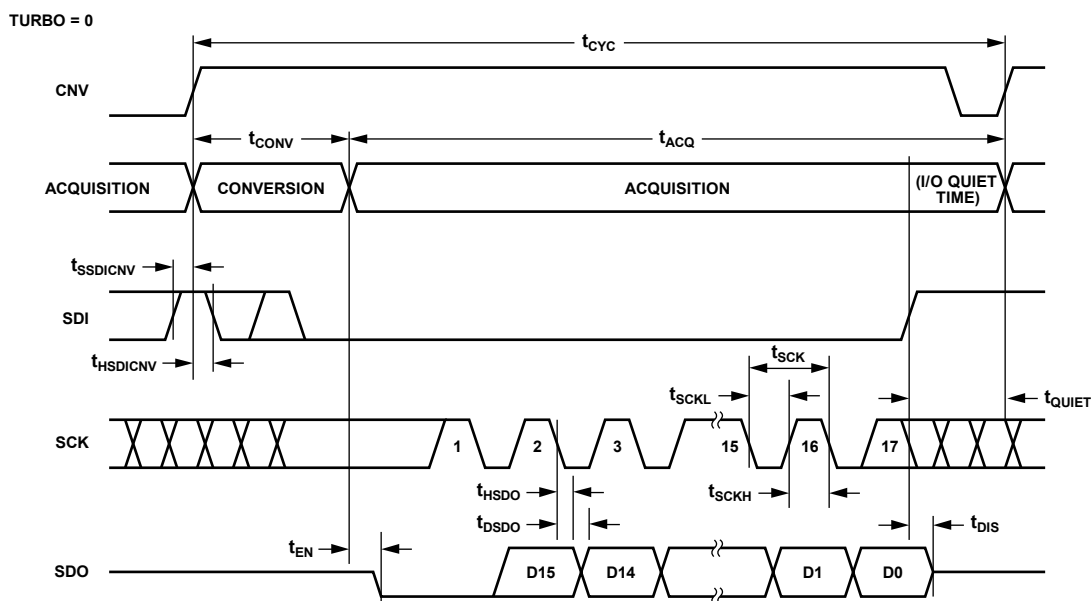 TURBO = 0
tCYC
CNV
tCONV
tACQ
ACQUISITION
CONVERSION
ACQUISITION
(I/O QUIET
TIME)
tSSDICNV
SDI
tHSDICNV
tSCK
tSCKL
tQUIET
SCK
1
2
3
15
16
17
tHSDO
tSCKH
tDSDO
tDIS
tEN
SDO
D15
D14
D1
D0